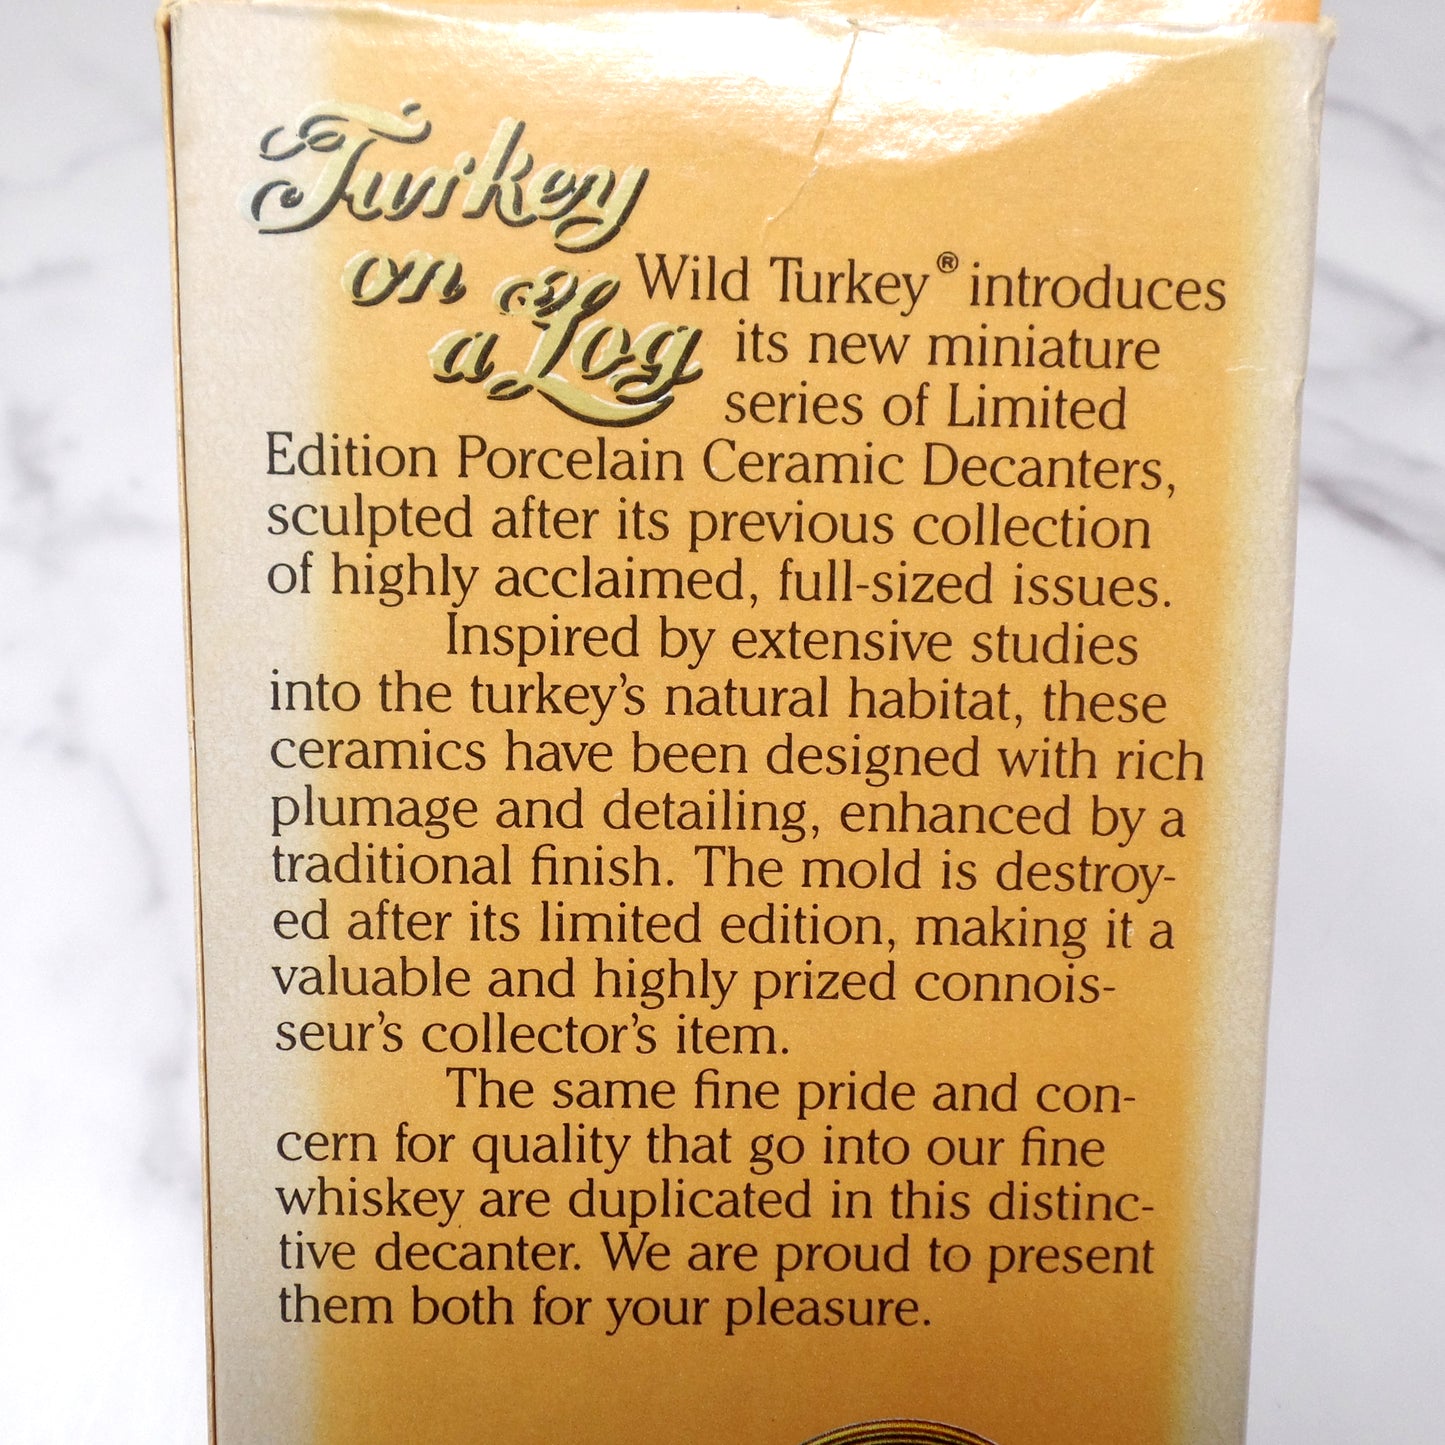 Turkey
on
a Log
Wild Turkey® introduces
its new miniature
series of Limited
Edition Porcelain Ceramic Decanters,
sculpted after its previous collection
of highly acclaimed, full-sized issues.
Inspired by extensive studies
into the turkey's natural habitat, these
ceramics have been designed with rich
plumage and detailing, enhanced by a
traditional finish. The mold is destroy-
ed after its limited edition, making it a
valuable and highly prized connois-
seur's collector's item.
The same fine pride and con-
cern for quality that go into our fine
whiskey are duplicated in this distinc-
tive decanter. We are proud to present
them both for your pleasure.